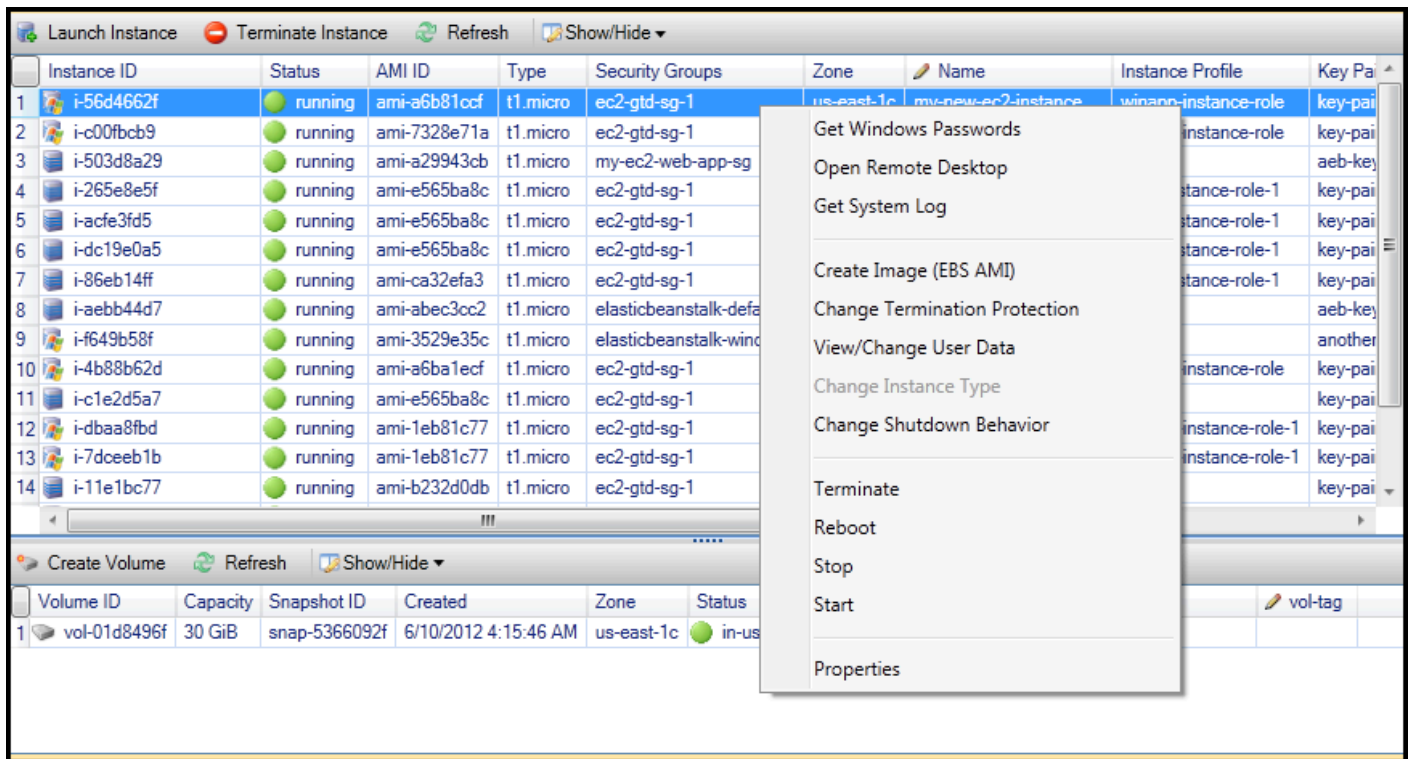 Launch Instance Terminate Instance Refresh Show/Hide
Instance ID Status AMI ID Type Security Groups Zone Name Instance Profile Key Pai
1 i-56d4662f running ami-a6b81ccf t1.micro ec2-gtd-sg-1 us-east-1c my-new-ec2-instance winapp-instance-role key-pai
2 i-c00fbcb9 running ami-7328e71a t1.micro ec2-gtd-sg-1 instance-role key-pai
3 i-503d8a29 running ami-a29943cb t1.micro my-ec2-web-app-sg aeb-key
4 i-265e8e5f running ami-e565ba8c t1.micro ec2-gtd-sg-1 stance-role-1 key-pai
5 i-acfe3fd5 running ami-e565ba8c t1.micro ec2-gtd-sg-1 stance-role-1 key-pai
6 i-dc19e0a5 running ami-e565ba8c t1.micro ec2-gtd-sg-1 stance-role-1 key-pai
7 i-86eb14ff running ami-ca32efa3 t1.micro ec2-gtd-sg-1 stance-role-1 key-pai
8 i-aebb44d7 running ami-abec3cc2 t1.micro elasticbeanstalk-defa aeb-key
9 i-f649b58f running ami-3529e35c t1.micro elasticbeanstalk-wind another
10 i-4b88b62d running ami-a6ba1ecf t1.micro ec2-gtd-sg-1 instance-role key-pai
11 i-c1e2d5a7 running ami-e565ba8c t1.micro ec2-gtd-sg-1 key-pai
12 i-dbaa8fbd running ami-1eb81c77 t1.micro ec2-gtd-sg-1 instance-role-1 key-pai
13 i-7dceeb1b running ami-1eb81c77 t1.micro ec2-gtd-sg-1 instance-role-1 key-pai
14 i-11e1bc77 running ami-b232d0db t1.micro ec2-gtd-sg-1 key-pai
Get Windows Passwords
Open Remote Desktop
Get System Log
Create Image (EBS AMI)
Change Termination Protection
View/Change User Data
Change Instance Type
Change Shutdown Behavior
Terminate
Reboot
Stop
Start
Properties
Create Volume Refresh Show/Hide
Volume ID Capacity Snapshot ID Created Zone Status vol-tag
1 vol-01d8496f 30 GiB snap-5366092f 6/10/2012 4:15:46 AM us-east-1c in-us